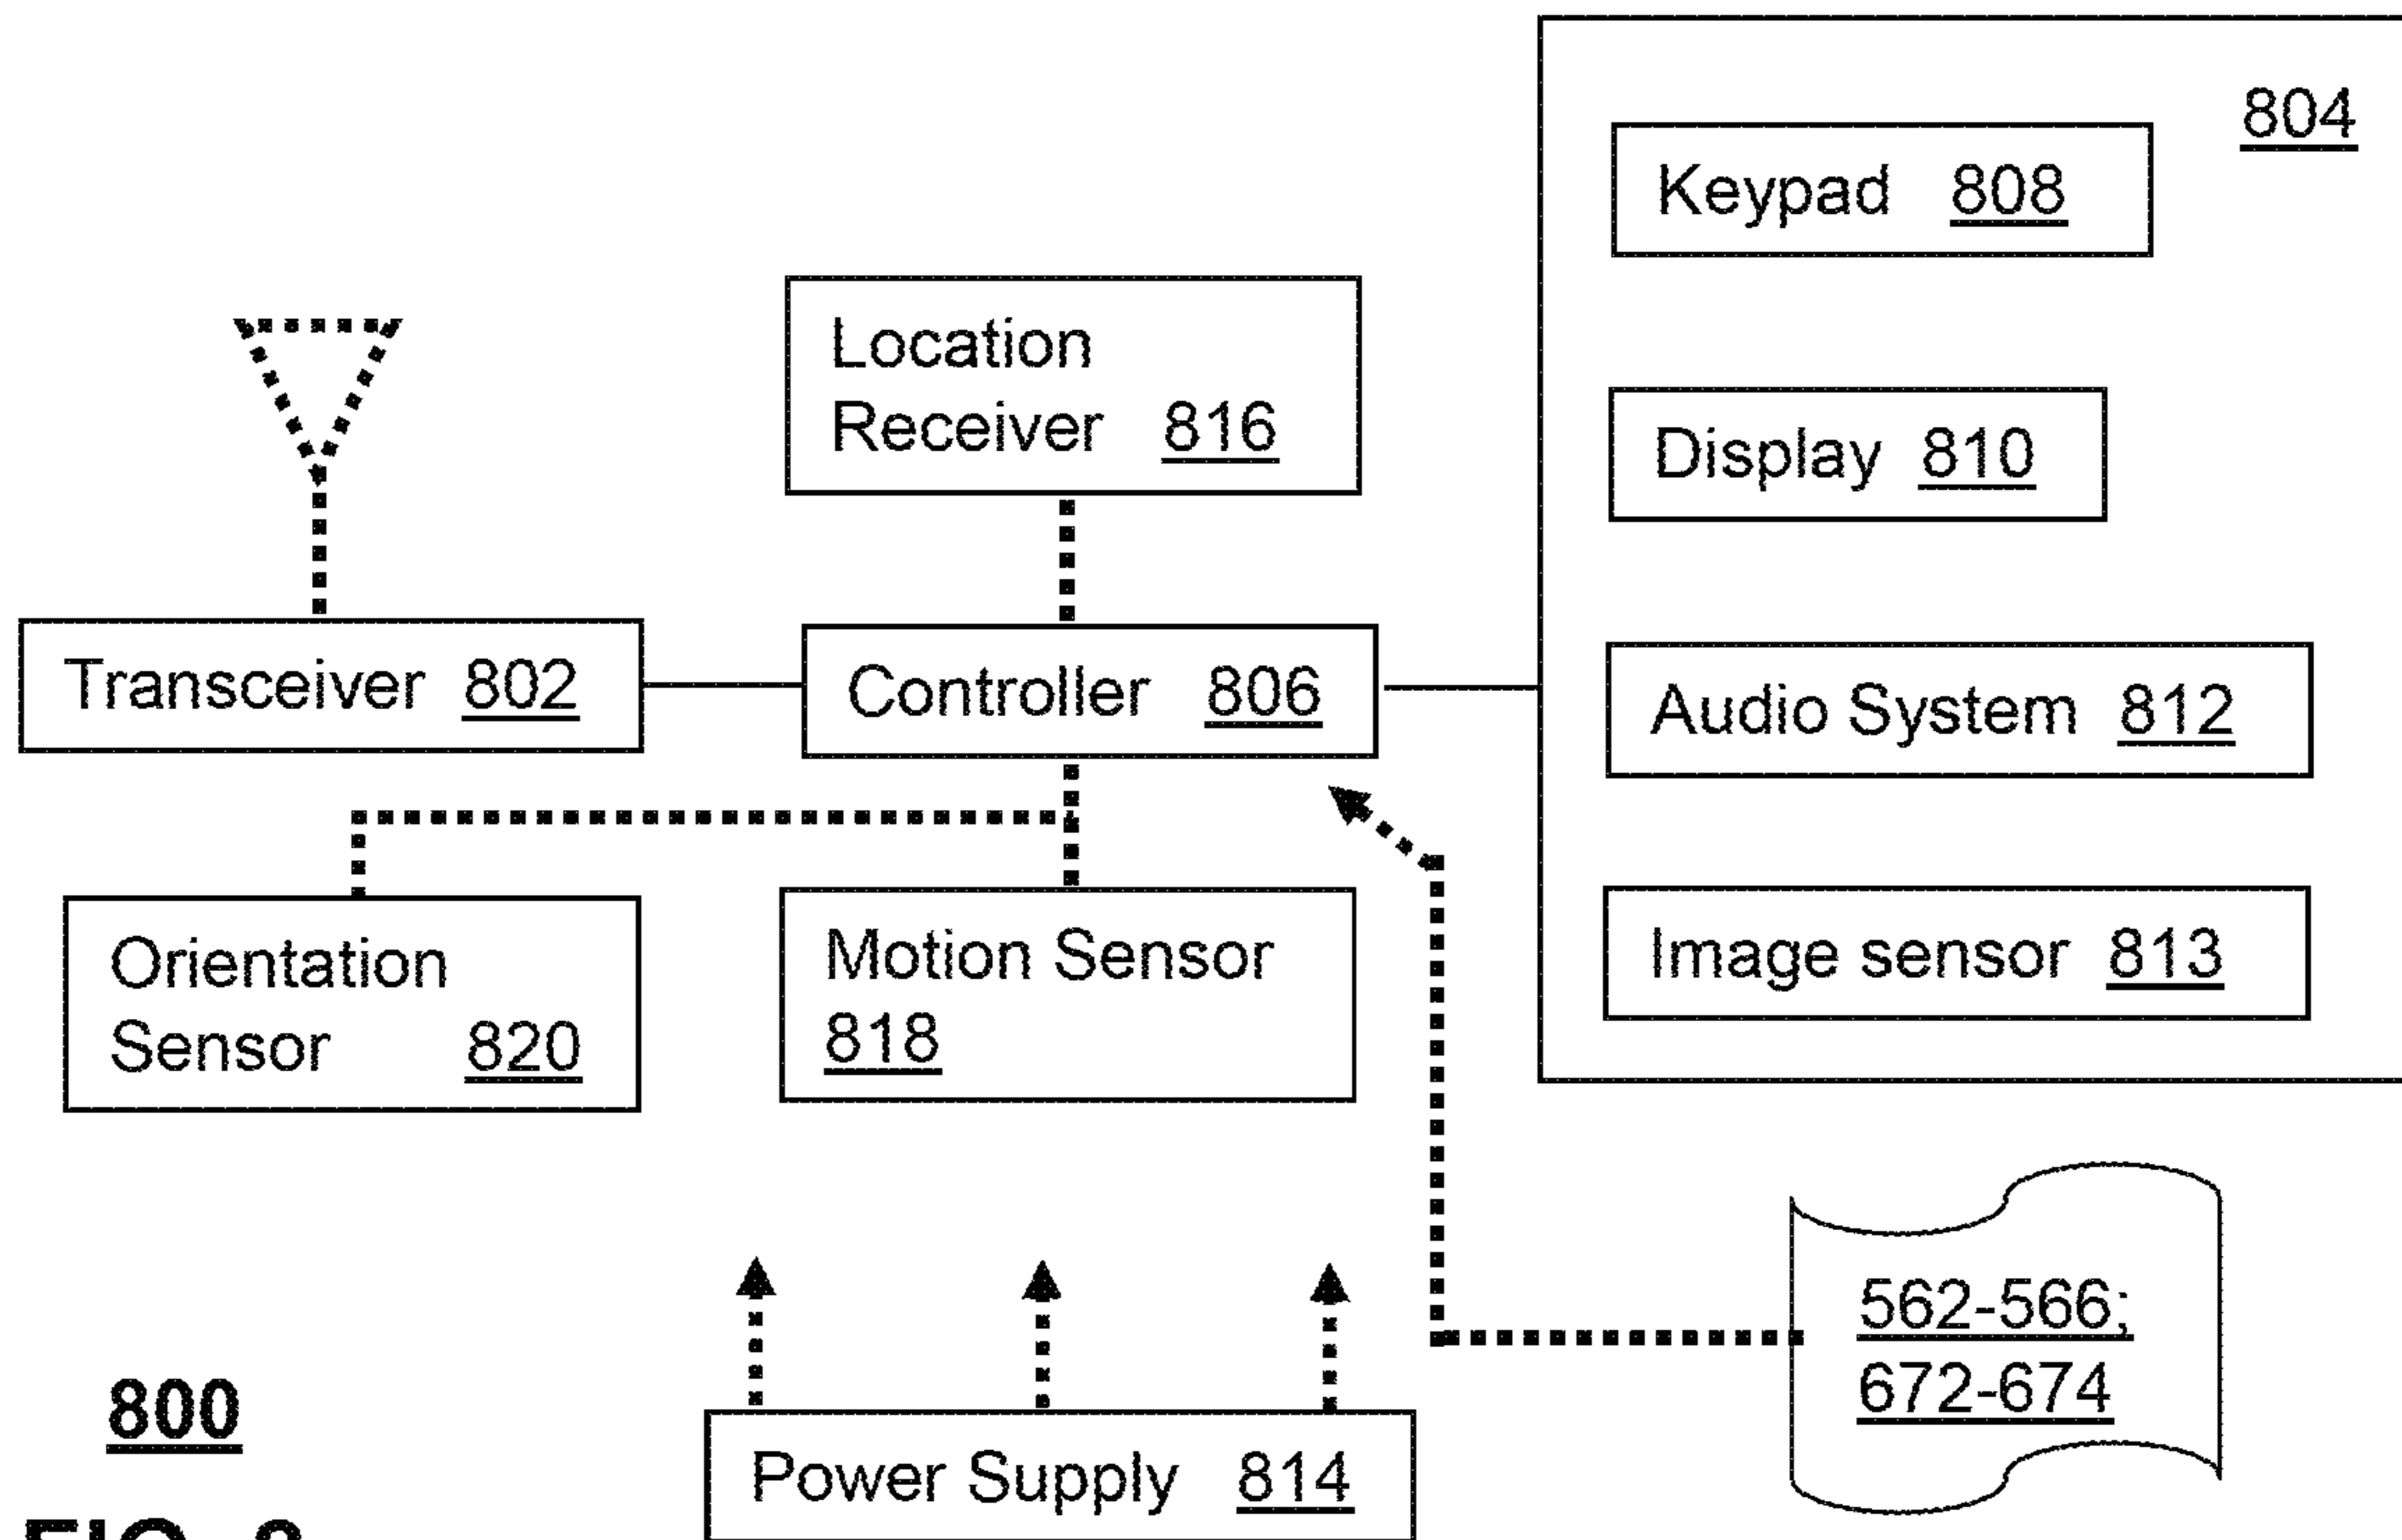 804
Keypad 808
Location
Receiver 816
Display 810
Transceiver 802
Controller 806
Audio System 812
Orientation
Sensor 820
Motion Sensor
818
Image sensor 813
562-566;
672-674
800
Power Supply 814